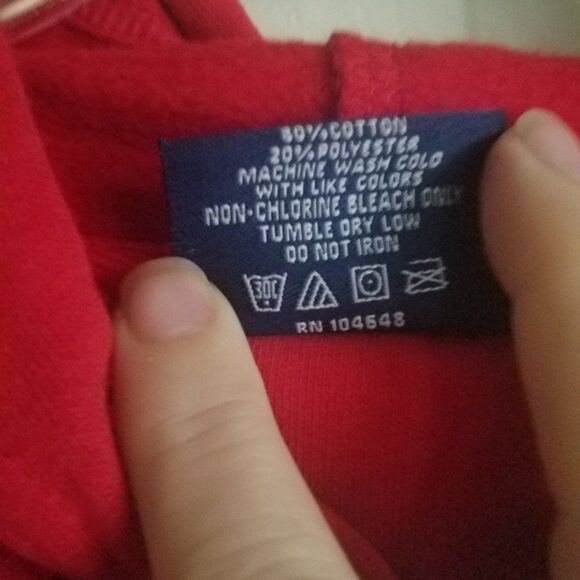 80% COTTON
20% POLYESTER
MACHINE WASH COLD
WITH LIKE COLORS
NON-CHLORINE BLEACH ONLY
TUMBLE DRY LOW
DO NOT IRON
30C
RN 104648